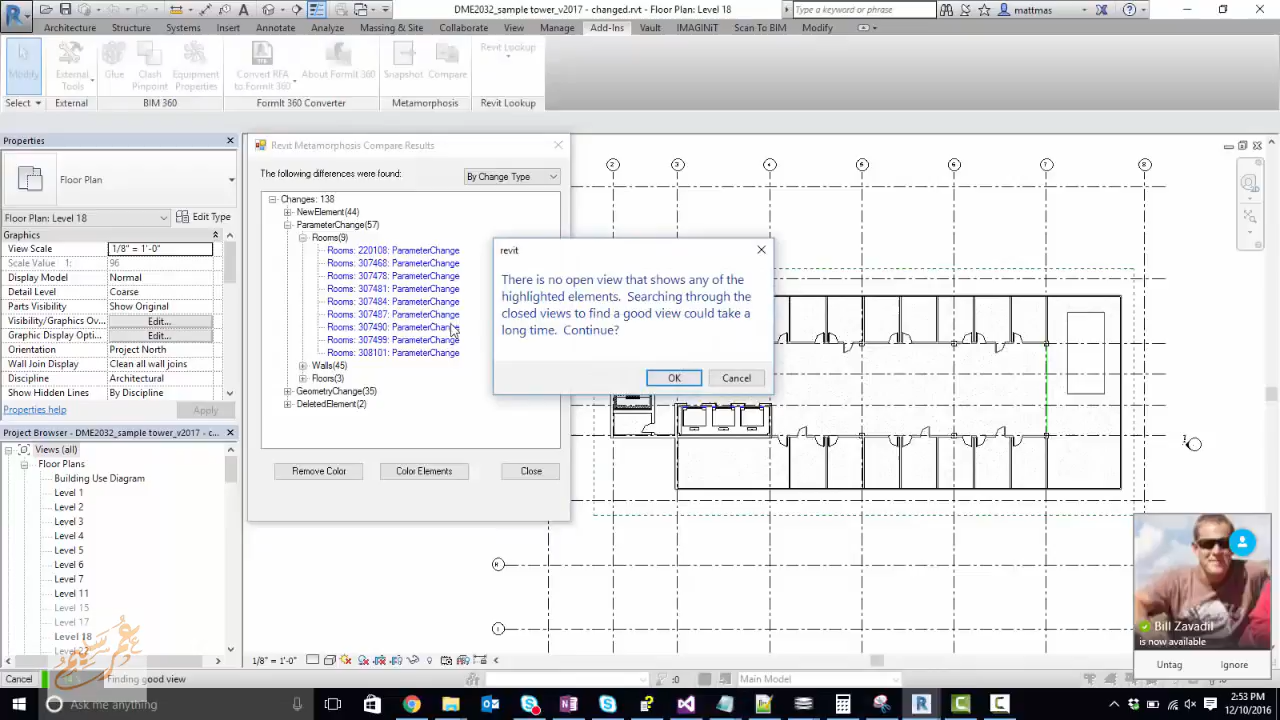 DME2032_sample tower_v2017 - changed.rvt - Floor Plan: Level 18
Type a keyword or phrase
mattmas
Architecture Structure Systems Insert Annotate Analyze Massing & Site Collaborate View Manage Add-Ins Vault IMAGINiT Scan To BIM Modify
Modify
External Tools
Glue
Clash Pinpoint
Equipment Properties
Convert RFA to FormIt 360
About FormIt 360
Snapshot
Compare
Revit Lookup
Select
External
BIM 360
FormIt 360 Converter
Metamorphosis
Revit Lookup
Properties
Floor Plan
Floor Plan: Level 18
Edit Type
Graphics
View Scale 1/8" = 1'-0"
Scale Value 1: 96
Display Model Normal
Detail Level Coarse
Parts Visibility Show Original
Visibility/Graphics Ov... Edit...
Graphic Display Opti... Edit...
Orientation Project North
Wall Join Display Clean all wall joins
Discipline Architectural
Show Hidden Lines By Discipline
Properties help
Apply
Project Browser - DME2032_sample tower_v2017 - c...
Views (all)
Floor Plans
Building Use Diagram
Level 1
Level 2
Level 3
Level 4
Level 5
Level 6
Level 7
Level 11
Level 15
Level 17
Level 18
Revit Metamorphosis Compare Results
The following differences were found:
By Change Type
Changes: 138
NewElement(44)
ParameterChange(57)
Rooms(9)
Rooms: 220108: ParameterChange
Rooms: 307468: ParameterChange
Rooms: 307478: ParameterChange
Rooms: 307481: ParameterChange
Rooms: 307484: ParameterChange
Rooms: 307487: ParameterChange
Rooms: 307490: ParameterChange
Rooms: 307499: ParameterChange
Rooms: 308101: ParameterChange
Walls(45)
Floors(3)
GeometryChange(35)
DeletedElement(2)
Remove Color
Color Elements
Close
revit
There is no open view that shows any of the
highlighted elements. Searching through the
closed views to find a good view could take a
long time. Continue?
OK
Cancel
2 3 4 5 6 7 8
H
Bill Zavadil
is now available
Untag
Ignore
1/8" = 1'-0"
Cancel
Finding good view
:0
Main Model
Ask me anything
2:53 PM
12/10/2016